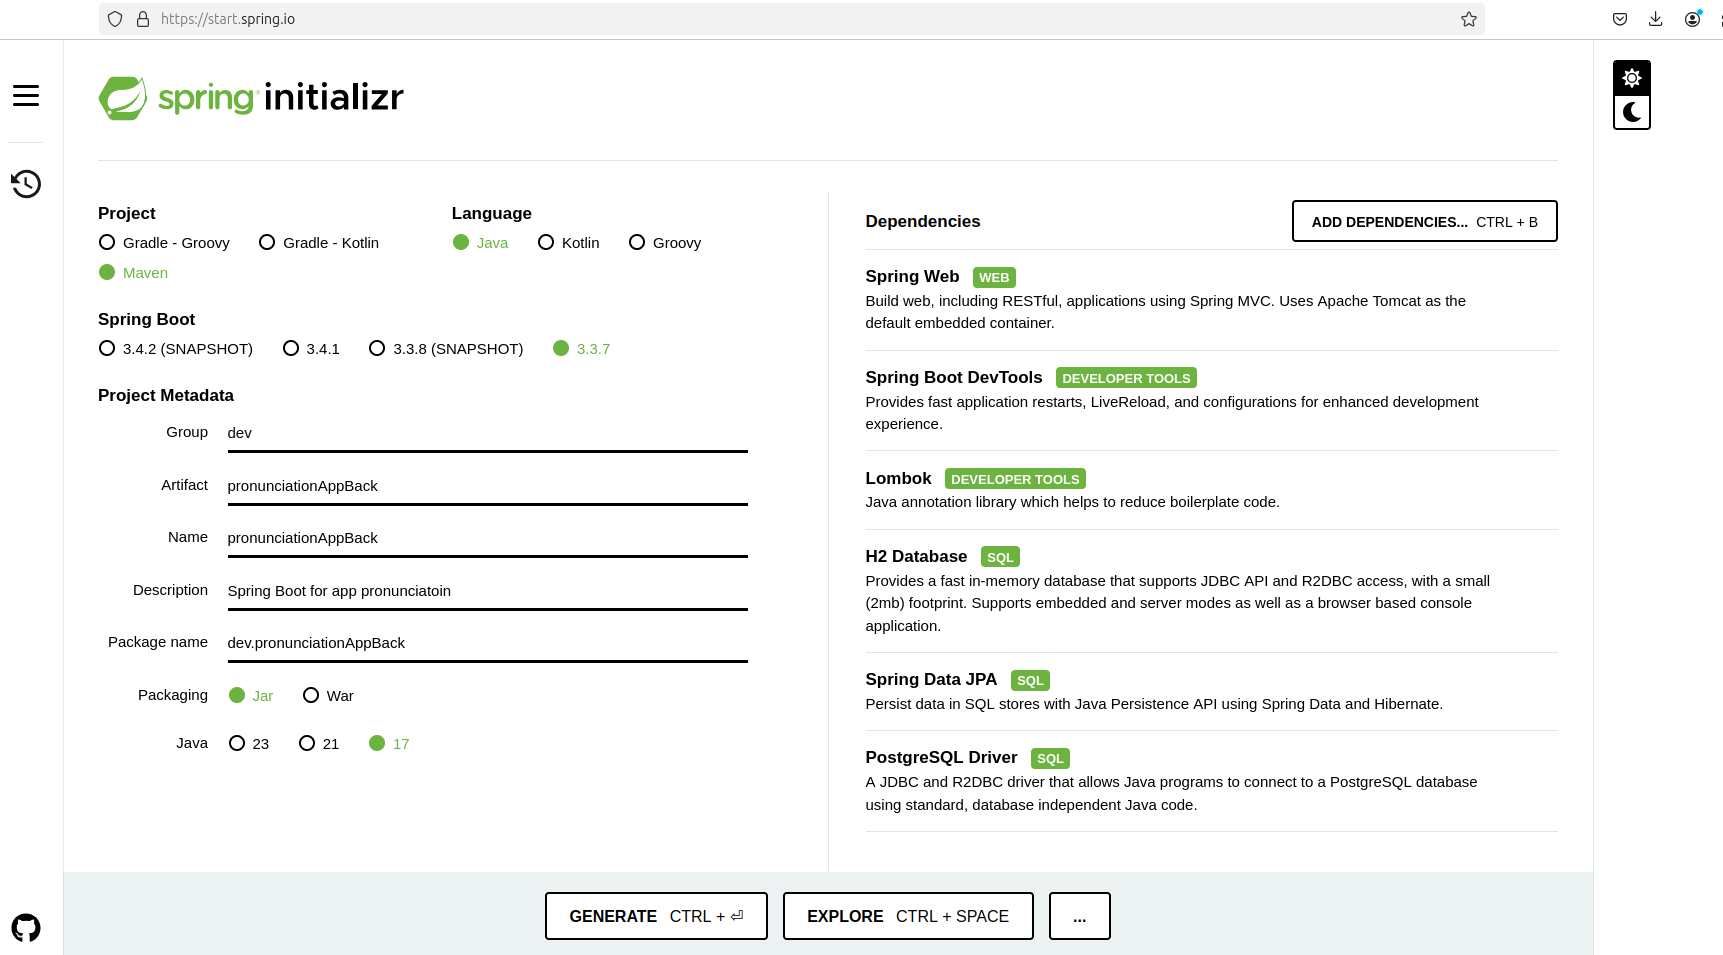 https://start.spring.io
spring initializr
Project
Gradle - Groovy Gradle - Kotlin
Maven
Language
Java Kotlin Groovy
Spring Boot
3.4.2 (SNAPSHOT) 3.4.1 3.3.8 (SNAPSHOT) 3.3.7
Project Metadata
Group dev
Artifact pronunciationAppBack
Name pronunciationAppBack
Description Spring Boot for app pronunciatoin
Package name dev.pronunciationAppBack
Packaging Jar War
Java 23 21 17
Dependencies
ADD DEPENDENCIES... CTRL + B
Spring Web WEB
Build web, including RESTful, applications using Spring MVC. Uses Apache Tomcat as the
default embedded container.
Spring Boot DevTools DEVELOPER TOOLS
Provides fast application restarts, LiveReload, and configurations for enhanced development
experience.
Lombok DEVELOPER TOOLS
Java annotation library which helps to reduce boilerplate code.
H2 Database SQL
Provides a fast in-memory database that supports JDBC API and R2DBC access, with a small
(2mb) footprint. Supports embedded and server modes as well as a browser based console
application.
Spring Data JPA SQL
Persist data in SQL stores with Java Persistence API using Spring Data and Hibernate.
PostgreSQL Driver SQL
A JDBC and R2DBC driver that allows Java programs to connect to a PostgreSQL database
using standard, database independent Java code.
GENERATE CTRL + ⏎
EXPLORE CTRL + SPACE
...